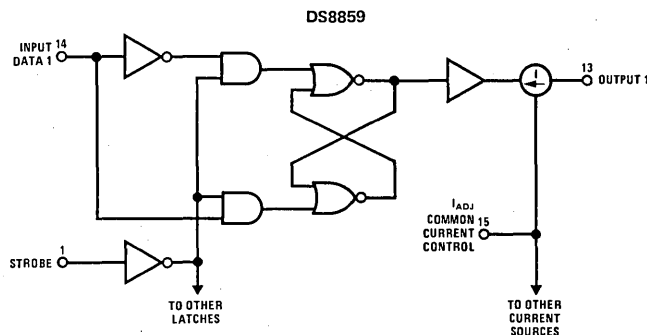 DS8859
INPUT 14
DATA 1
13
OUTPUT 1
I
I ADJ
COMMON 15
CURRENT
CONTROL
1
STROBE
TO OTHER
LATCHES
TO OTHER
CURRENT
SOURCES